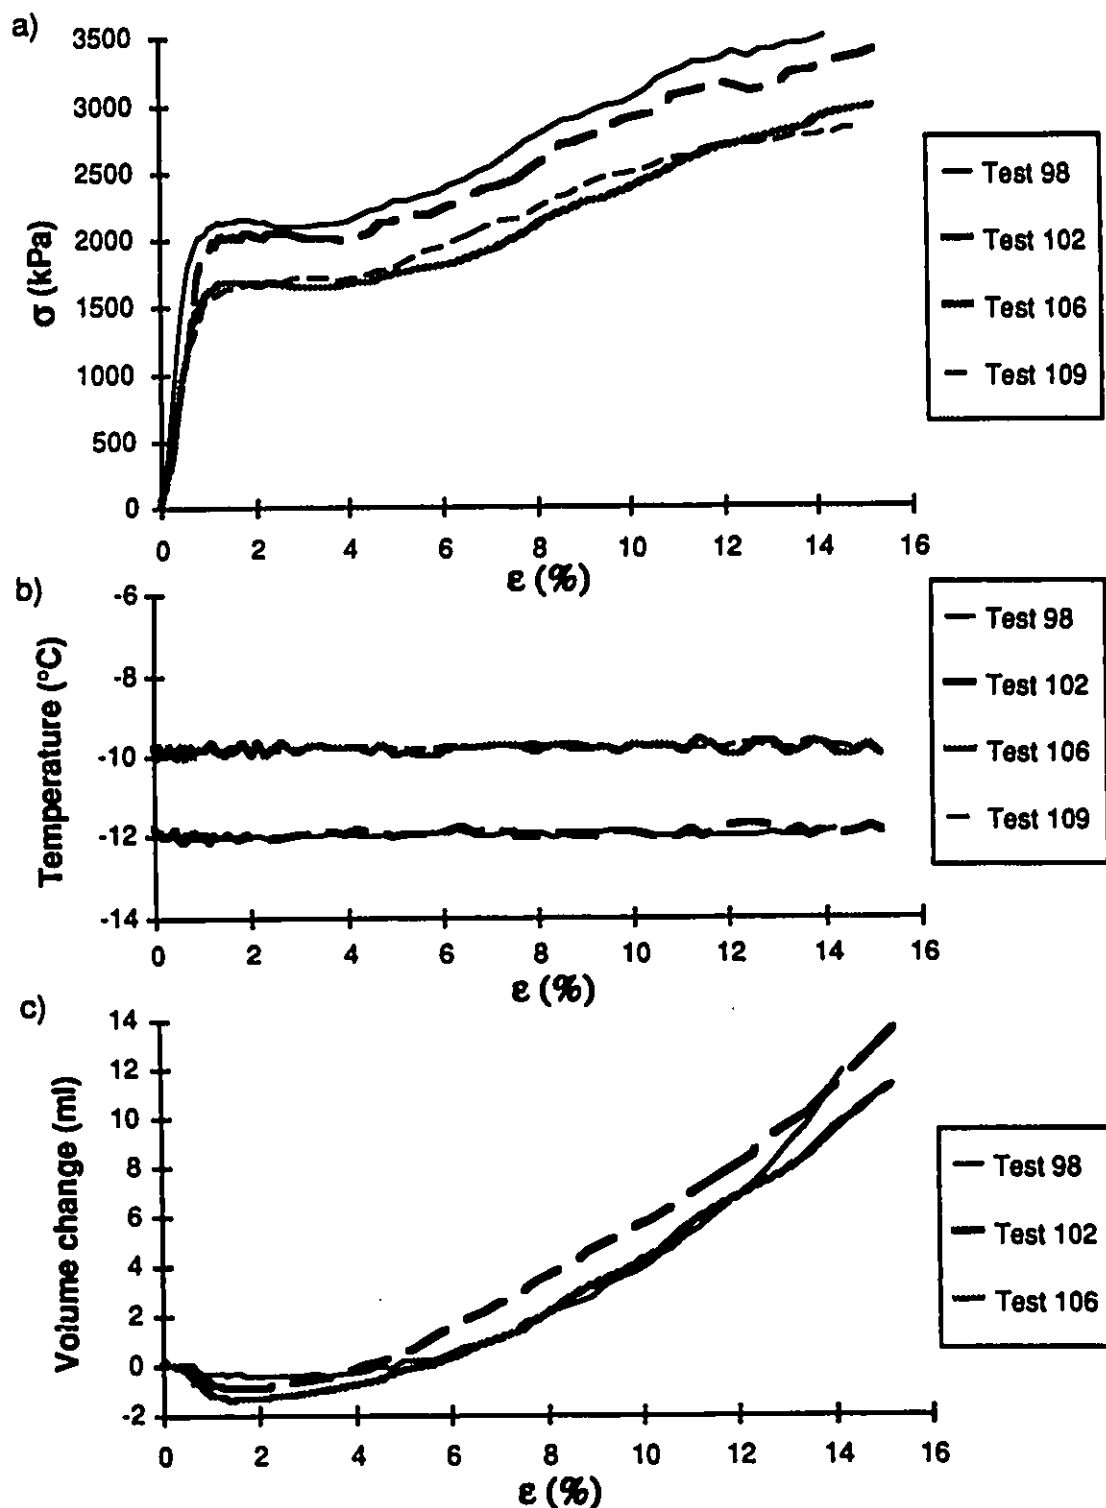 a)
3500
3000
2500
2000
1500
1000
500
0
σ (kPa)
0 2 4 6 8 10 12 14 16
ε (%)
Test 98
Test 102
Test 106
Test 109
b)
-6
-8
-10
-12
-14
Temperature (°C)
0 2 4 6 8 10 12 14 16
ε (%)
Test 98
Test 102
Test 106
Test 109
c)
14
12
10
8
6
4
2
0
-2
Volume change (ml)
0 2 4 6 8 10 12 14 16
ε (%)
Test 98
Test 102
Test 106